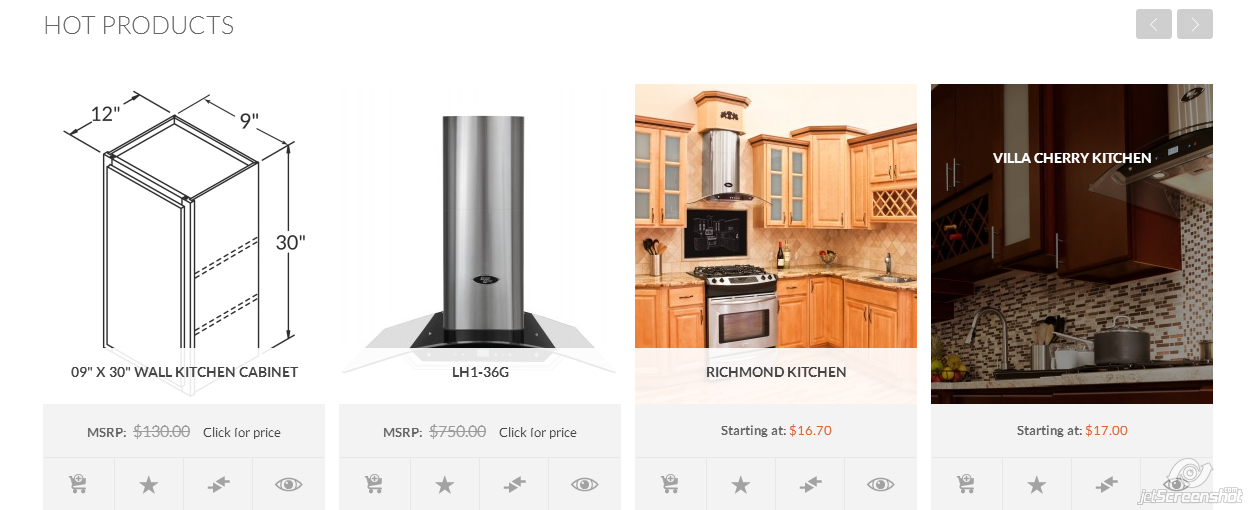 HOT PRODUCTS
12"
9"
30"
09" X 30" WALL KITCHEN CABINET
MSRP: $130.00 Click for price
LH1-36G
MSRP: $750.00 Click for price
RICHMOND KITCHEN
Starting at: $16.70
VILLA CHERRY KITCHEN
Starting at: $17.00
jetScreenshot
.com